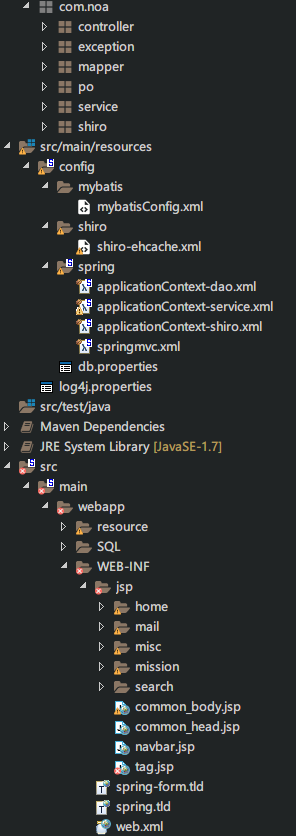 com.noa
controller
exception
mapper
po
service
shiro
src/main/resources
config
mybatis
mybatisConfig.xml
shiro
shiro-ehcache.xml
spring
applicationContext-dao.xml
applicationContext-service.xml
applicationContext-shiro.xml
springmvc.xml
db.properties
log4j.properties
src/test/java
Maven Dependencies
JRE System Library [JavaSE-1.7]
src
main
webapp
resource
SQL
WEB-INF
jsp
home
mail
misc
mission
search
common_body.jsp
common_head.jsp
navbar.jsp
tag.jsp
spring-form.tld
spring.tld
web.xml